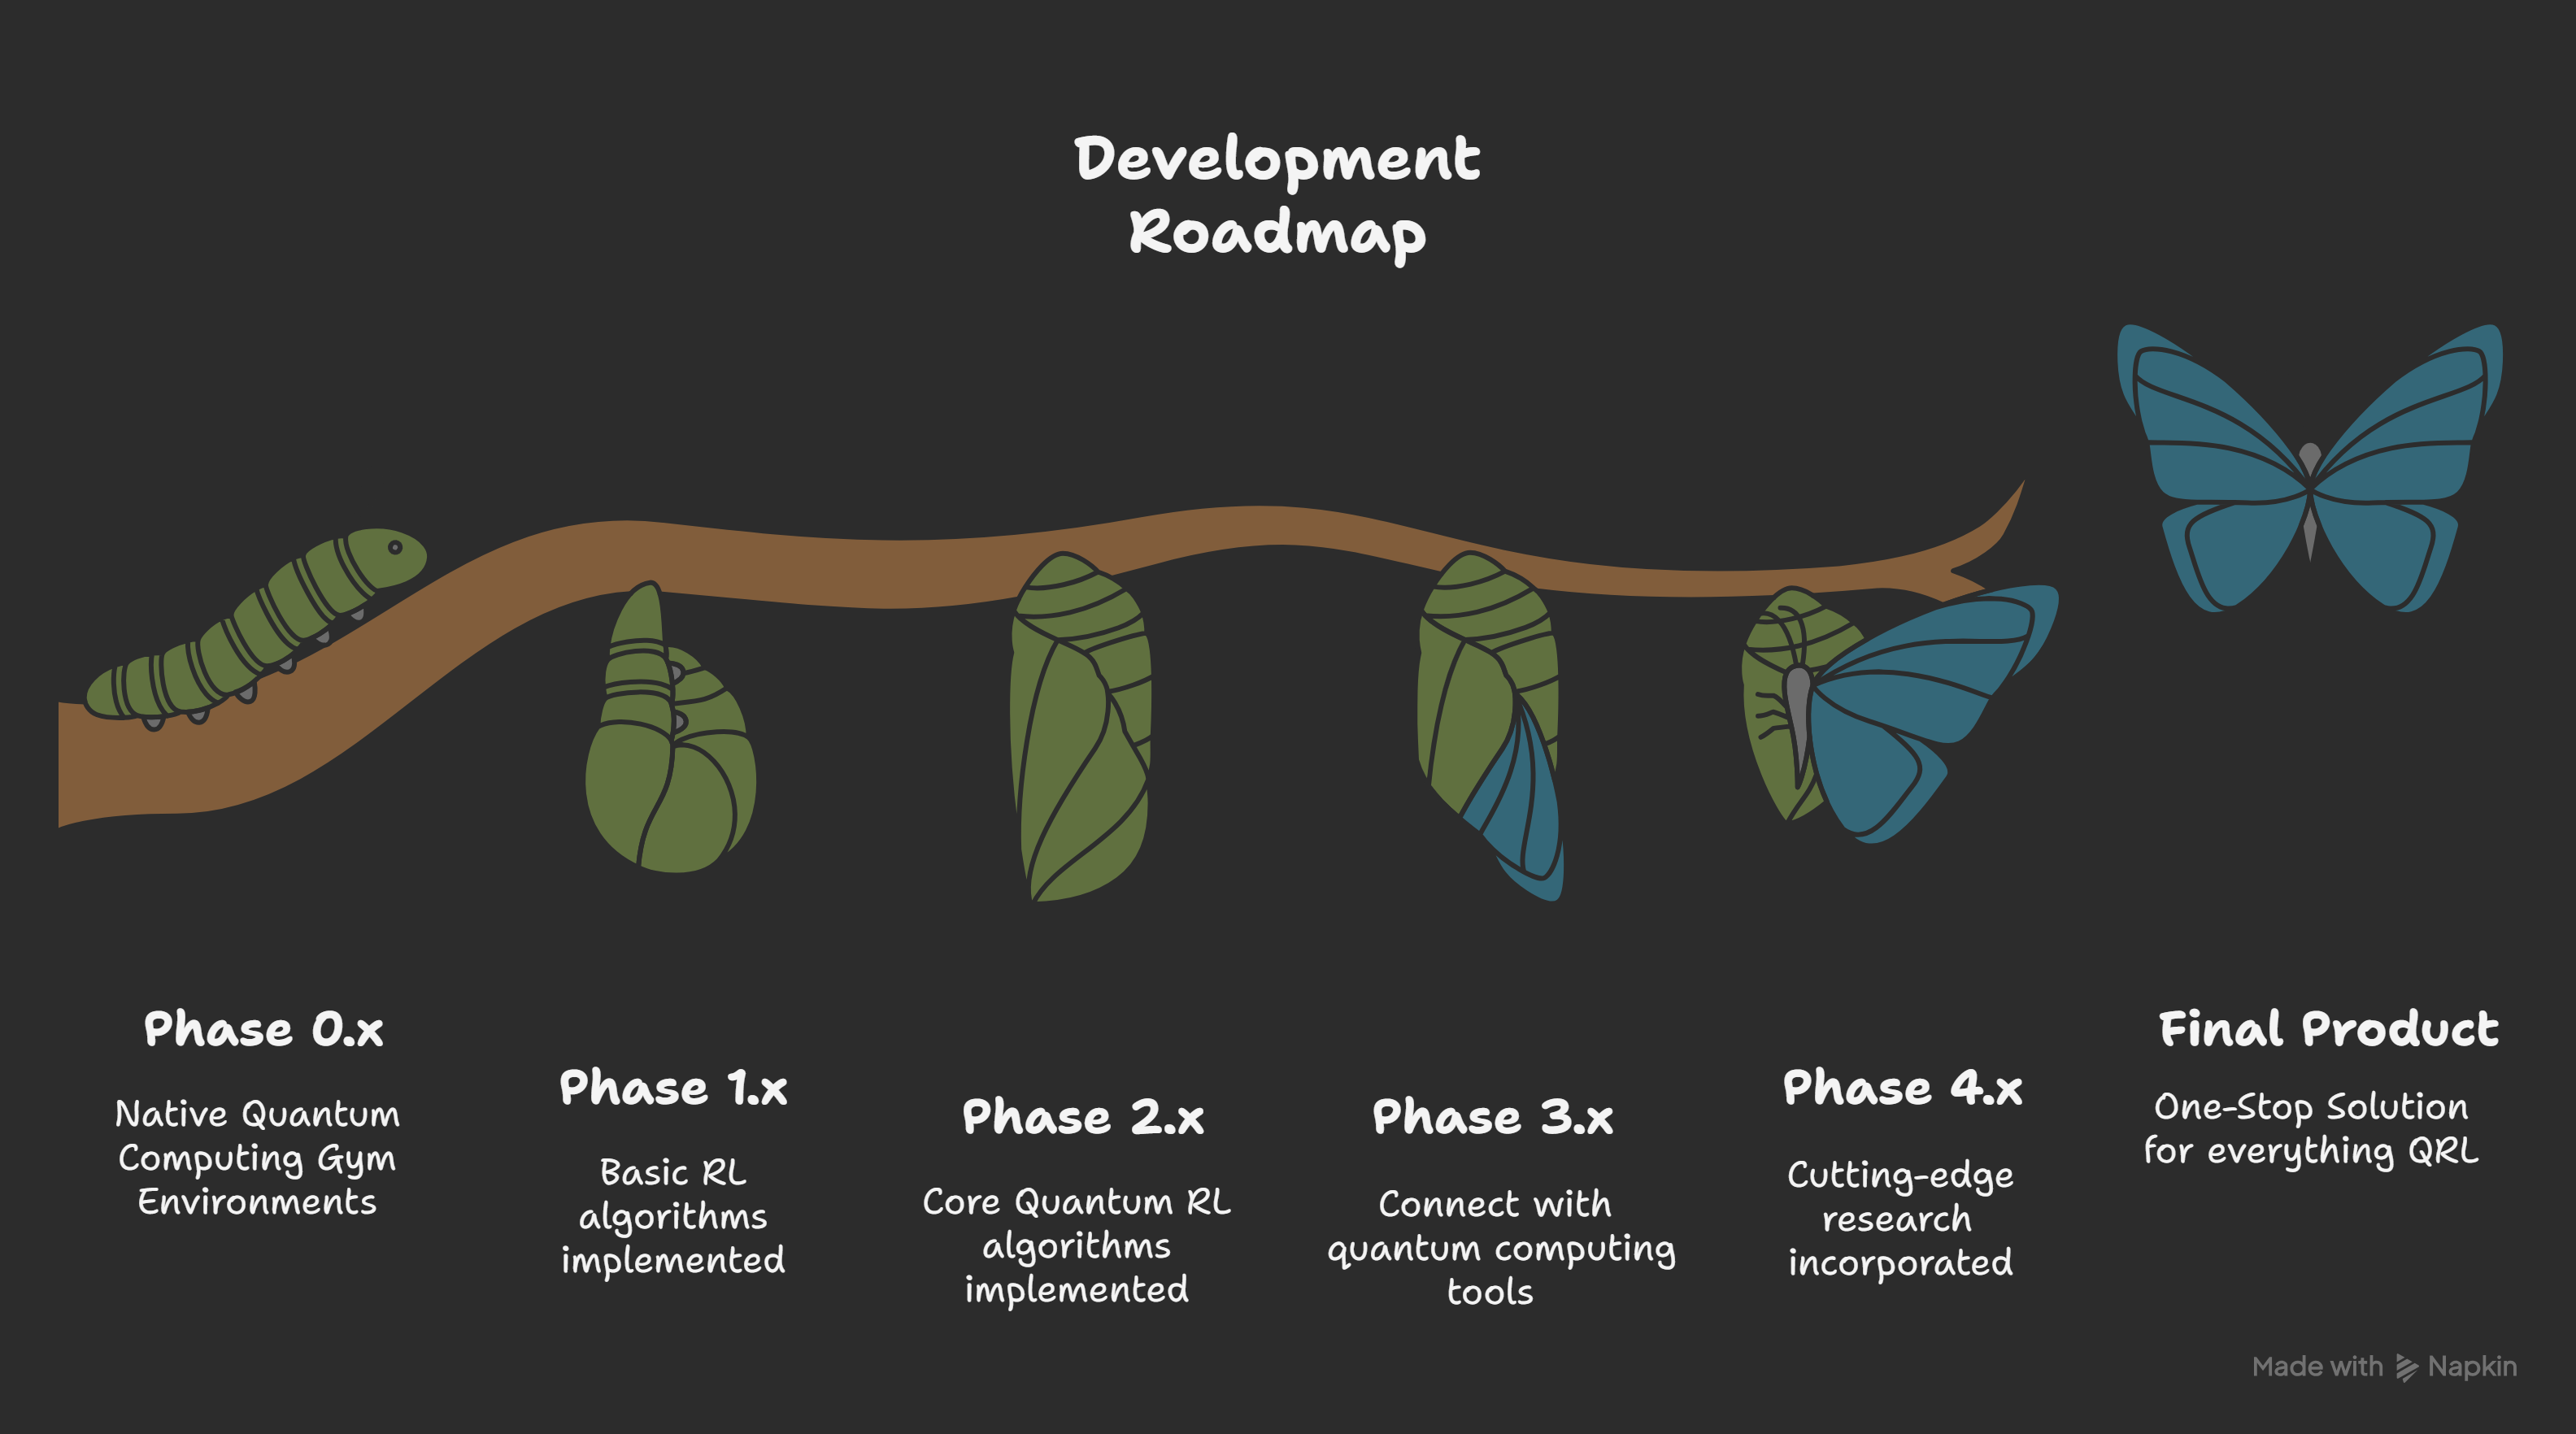 Development
Roadmap
Phase 0.x
Native Quantum
Computing Gym
Environments
Phase 1.x
Basic RL
algorithms
implemented
Phase 2.x
Core Quantum RL
algorithms
implemented
Phase 3.x
Connect with
quantum computing
tools
Phase 4.x
Cutting-edge
research
incorporated
Final Product
One-Stop Solution
for everything QRL
Made with Napkin